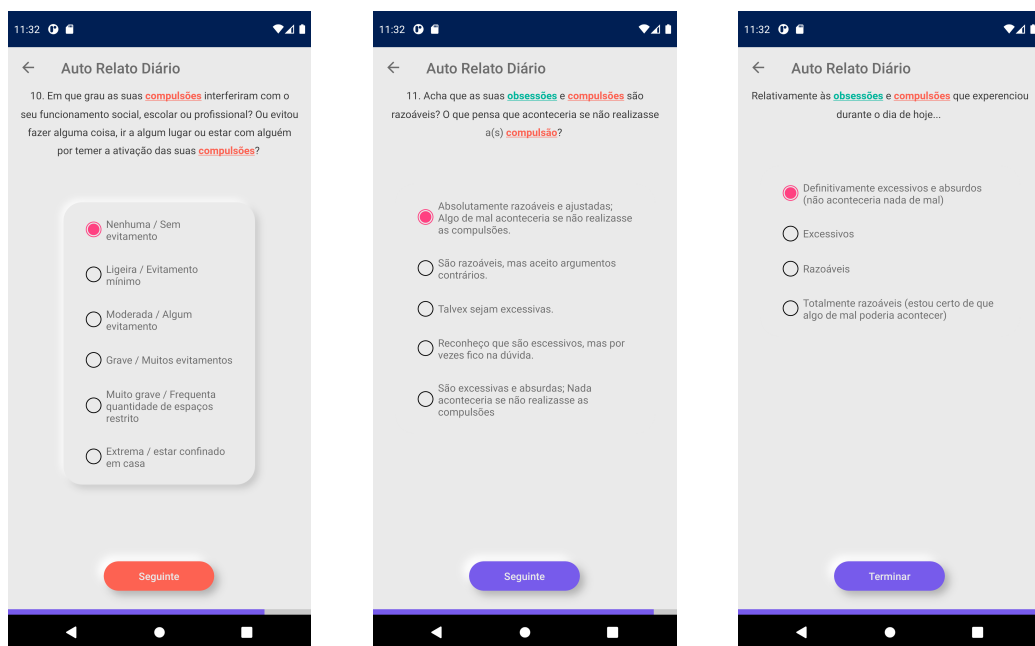 11:32
Auto Relato Diário
10. Em que grau as suas compulsões interferiram com o
seu funcionamento social, escolar ou profissional? Ou evitou
fazer alguma coisa, ir a algum lugar ou estar com alguém
por temer a ativação das suas compulsões?
Nenhuma / Sem
evitamento
Ligeira / Evitamento
mínimo
Moderada / Algum
evitamento
Grave / Muitos evitamentos
Muito grave / Frequenta
quantidade de espaços
restrito
Extrema / estar confinado
em casa
Seguinte
11:32
Auto Relato Diário
11. Acha que as suas obsessões e compulsões são
razoáveis? O que pensa que aconteceria se não realizasse
a(s) compulsão?
Absolutamente razoáveis e ajustadas;
Algo de mal aconteceria se não realizasse
as compulsões.
São razoáveis, mas aceito argumentos
contrários.
Talvex sejam excessivas.
Reconheço que são escessivos, mas por
vezes fico na dúvida.
São excessivas e absurdas; Nada
aconteceria se não realizasse as
compulsões
Seguinte
11:32
Auto Relato Diário
Relativamente às obsessões e compulsões que experenciou
durante o dia de hoje...
Definitivamente excessivos e absurdos
(não aconteceria nada de mal)
Excessivos
Razoáveis
Totalmente razoáveis (estou certo de que
algo de mal poderia acontecer)
Terminar